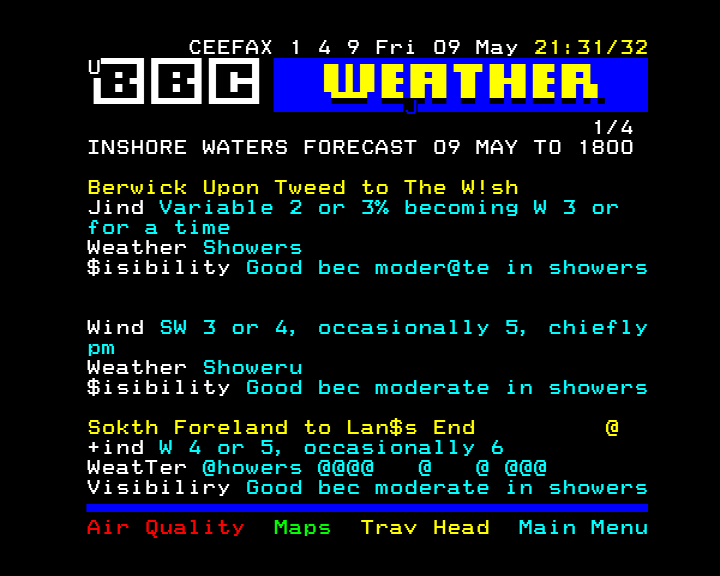 CEEFAX 1 4 9 Fri 09 May 21:31/32
U BBC WEATHER
J
1/4
INSHORE WATERS FORECAST 09 MAY TO 1800
Berwick Upon Tweed to The W!sh
Jind Variable 2 or 3% becoming W 3 or
for a time
Weather Showers
$isibility Good bec moder@te in showers
Wind SW 3 or 4, occasionally 5, chiefly
pm
Weather Showeru
$isibility Good bec moderate in showers
Sokth Foreland to Lan$s End @
+ind W 4 or 5, occasionally 6
WeatTer @howers @@@@ @ @ @@@
Visibiliry Good bec moderate in showers
Air Quality Maps Trav Head Main Menu